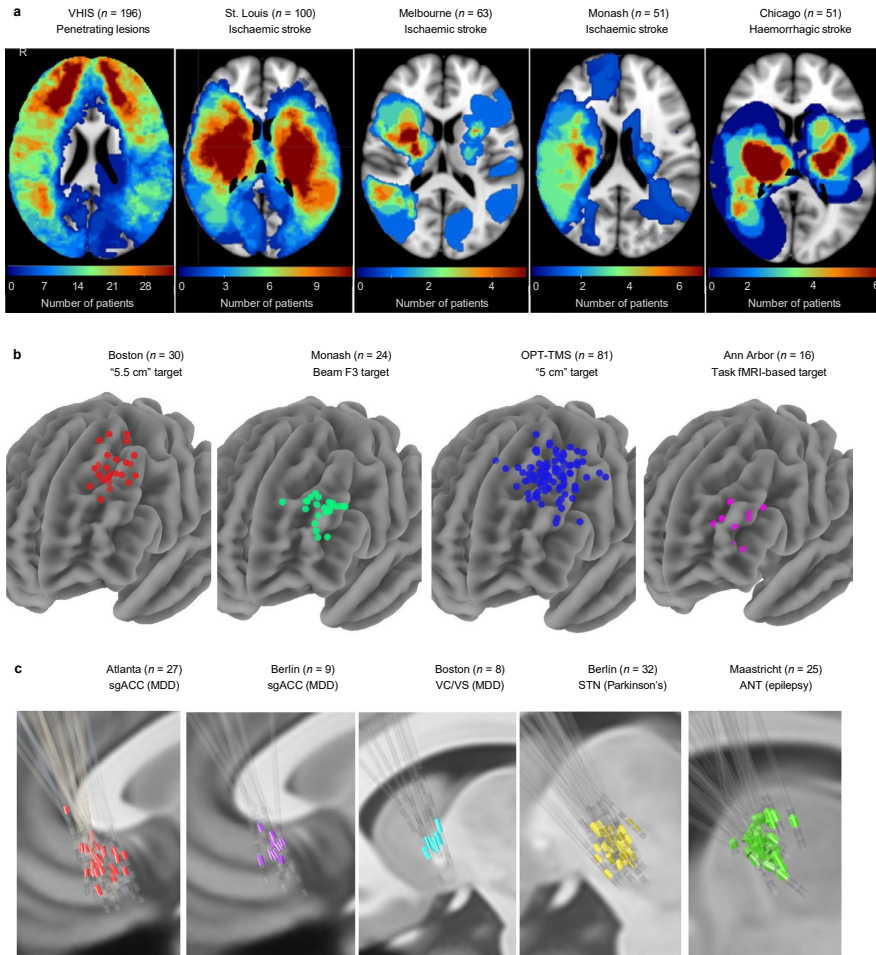 a
VHIS (n = 196)
Penetrating lesions
St. Louis (n = 100)
Ischaemic stroke
Melbourne (n = 63)
Ischaemic stroke
Monash (n = 51)
Ischaemic stroke
Chicago (n = 51)
Haemorrhagic stroke
R
0 7 14 21 28
Number of patients
0 3 6 9
Number of patients
0 2 4
Number of patients
0 2 4 6
Number of patients
0 2 4 6
Number of patients
b
Boston (n = 30)
“5.5 cm” target
Monash (n = 24)
Beam F3 target
OPT-TMS (n = 81)
“5 cm” target
Ann Arbor (n = 16)
Task fMRI-based target
c
Atlanta (n = 27)
sgACC (MDD)
Berlin (n = 9)
sgACC (MDD)
Boston (n = 8)
VC/VS (MDD)
Berlin (n = 32)
STN (Parkinson’s)
Maastricht (n = 25)
ANT (epilepsy)